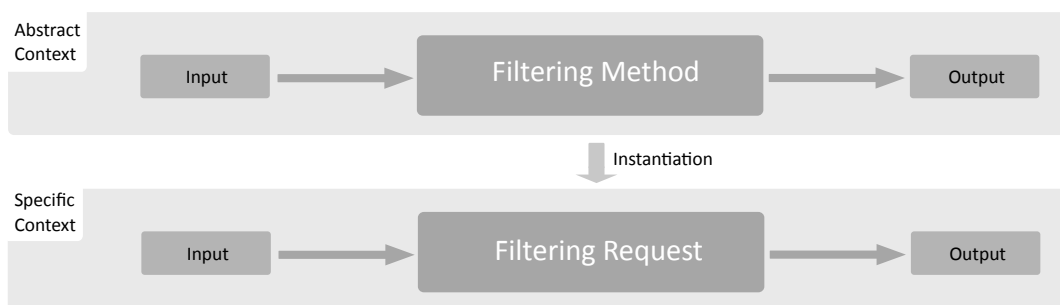 Abstract
Context
Input
Filtering Method
Output
Instantiation
Specific
Context
Input
Filtering Request
Output